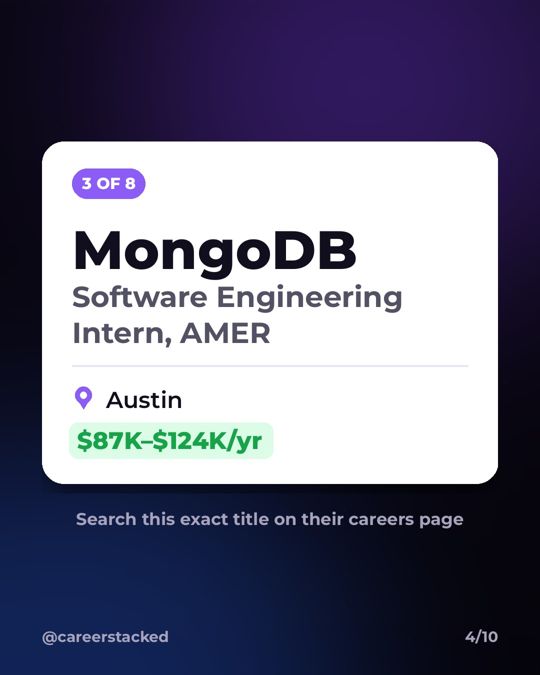 3 OF 8
MongoDB
Software Engineering
Intern, AMER
Austin
$87K–$124K/yr
Search this exact title on their careers page
@careerstacked
4/10